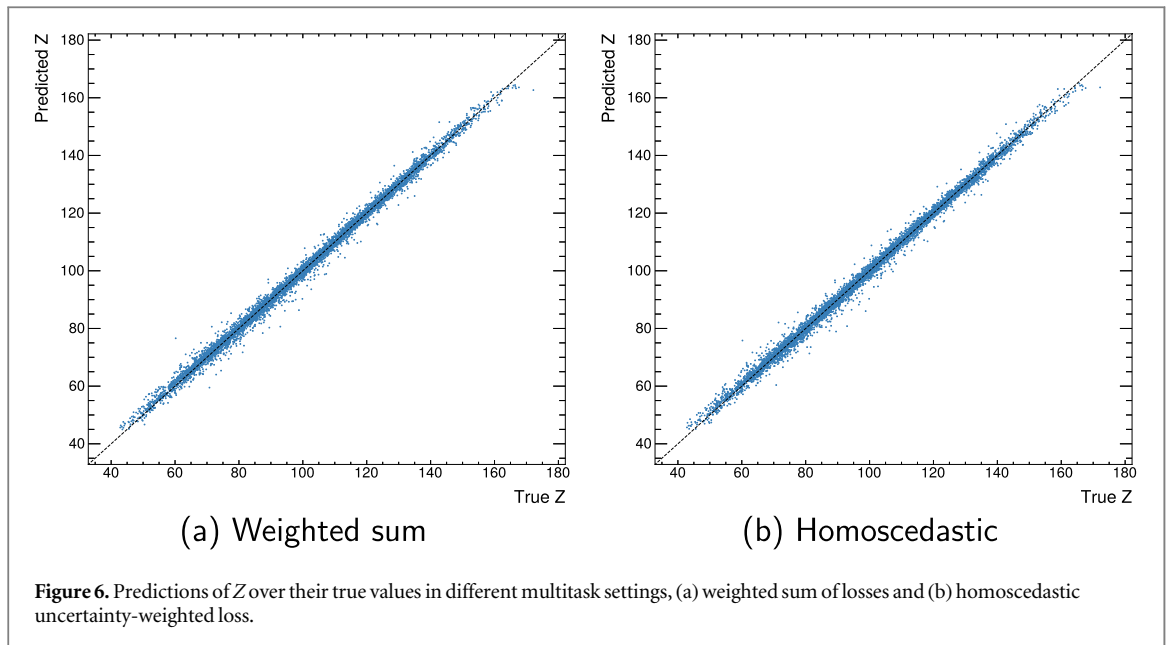 Predicted Z
180
160
140
120
100
80
60
40
40 60 80 100 120 140 160 180
True Z
(a) Weighted sum
Predicted Z
180
160
140
120
100
80
60
40
40 60 80 100 120 140 160 180
True Z
(b) Homoscedastic
Figure 6. Predictions of Z over their true values in different multitask settings, (a) weighted sum of losses and (b) homoscedastic
uncertainty-weighted loss.